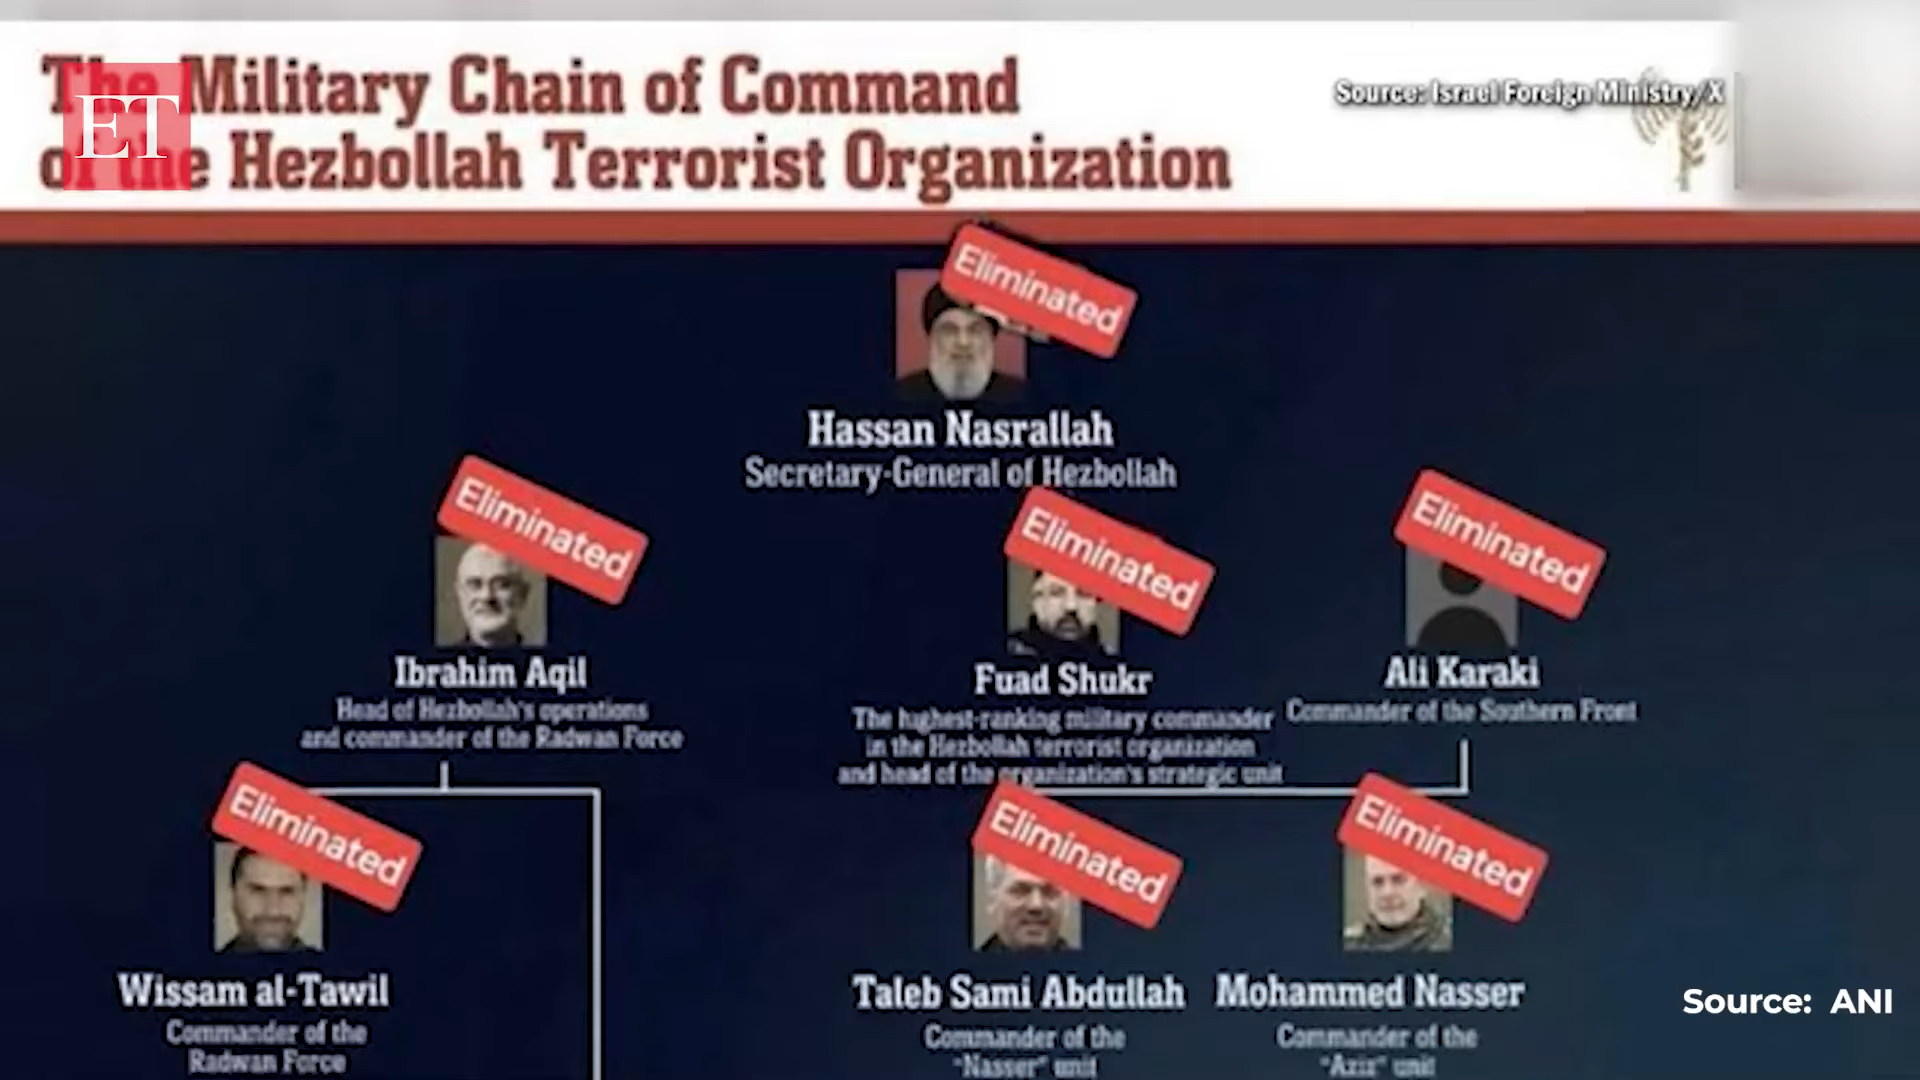 The Military Chain of Command
of the Hezbollah Terrorist Organization
ET
Source: Israel Foreign Ministry/X
Eliminated
Hassan Nasrallah
Secretary-General of Hezbollah
Eliminated
Ibrahim Aqil
Head of Hezbollah's operations
and commander of the Radwan Force
Eliminated
Fuad Shukr
The highest-ranking military commander
in the Hezbollah terrorist organization
and head of the organization's strategic unit
Eliminated
Ali Karaki
Commander of the Southern Front
Eliminated
Wissam al-Tawil
Commander of the
Radwan Force
Eliminated
Taleb Sami Abdullah
Commander of the
"Nasser" unit
Eliminated
Mohammed Nasser
Commander of the
"Aziz" unit
Source: ANI